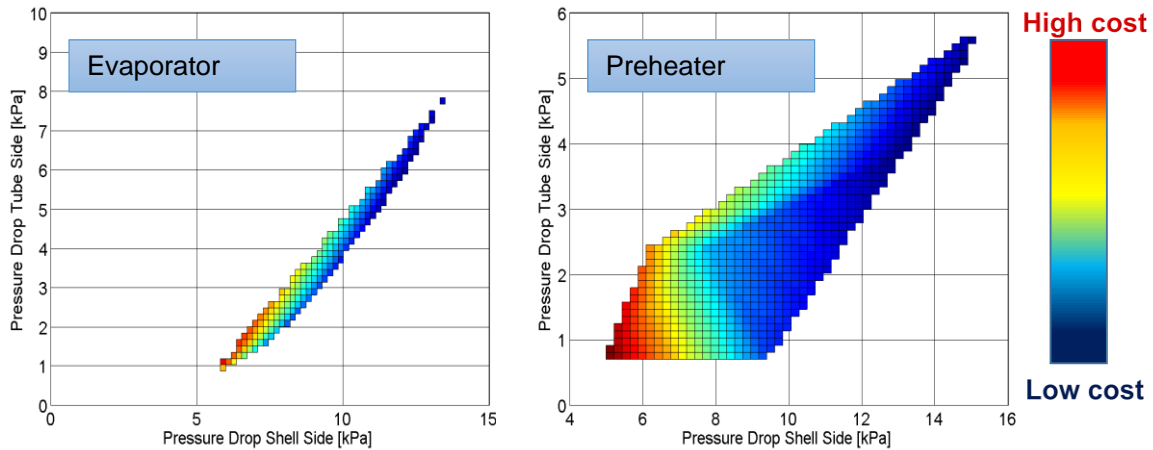 Evaporator
Pressure Drop Tube Side [kPa]
10
9
8
7
6
5
4
3
2
1
0
0 5 10 15
Pressure Drop Shell Side [kPa]
Preheater
Pressure Drop Tube Side [kPa]
6
5
4
3
2
1
0
4 6 8 10 12 14 16
Pressure Drop Shell Side [kPa]
High cost
Low cost